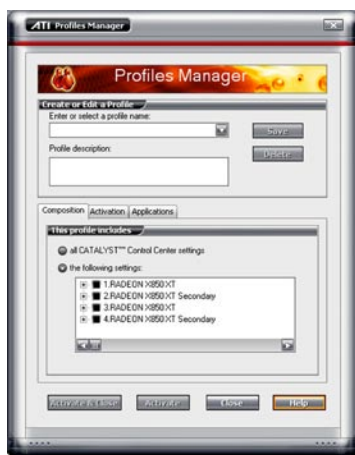 ATI Profiles Manager
Profiles Manager
Create or Edit a Profile
Enter or select a profile name:
Save
Profile description:
Delete
Composition Activation Applications
This profile includes
all CATALYST™ Control Center settings
the following settings:
1.RADEON X850 XT
2.RADEON X850 XT Secondary
3.RADEON X850 XT
4.RADEON X850 XT Secondary
Activate & Close Activate Close Help